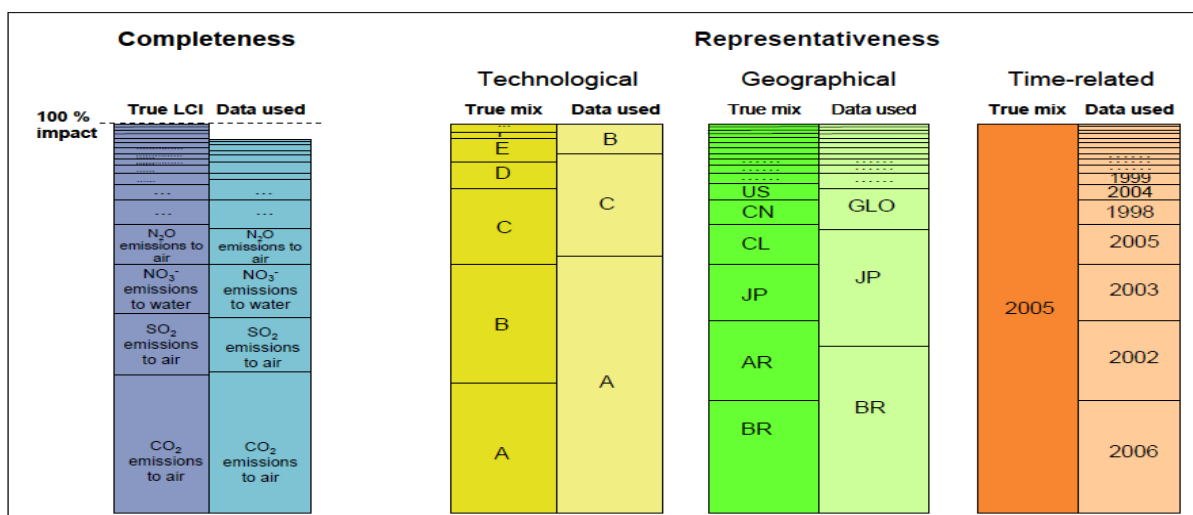 Completeness
Representativeness
Technological
Geographical
Time-related
True LCI
Data used
True mix
Data used
True mix
Data used
True mix
Data used
100 %
impact
...............
...............
......
......
- - -
- - -
N₂O
emissions to
air
NO₃⁻
emissions
to water
SO₂
emissions
to air
CO₂
emissions
to air
- - -
- - -
N₂O
emissions to
air
NO₃⁻
emissions
to water
SO₂
emissions
to air
CO₂
emissions
to air
...
E
D
C
B
A
B
C
A
- - - - - -
- - - - - -
US
CN
CL
JP
AR
BR
- - - - - -
- - - - - -
- - - - - -
GLO
JP
BR
2005
- - - - - -
- - - - - -
1999
2004
1998
2005
2003
2002
2006